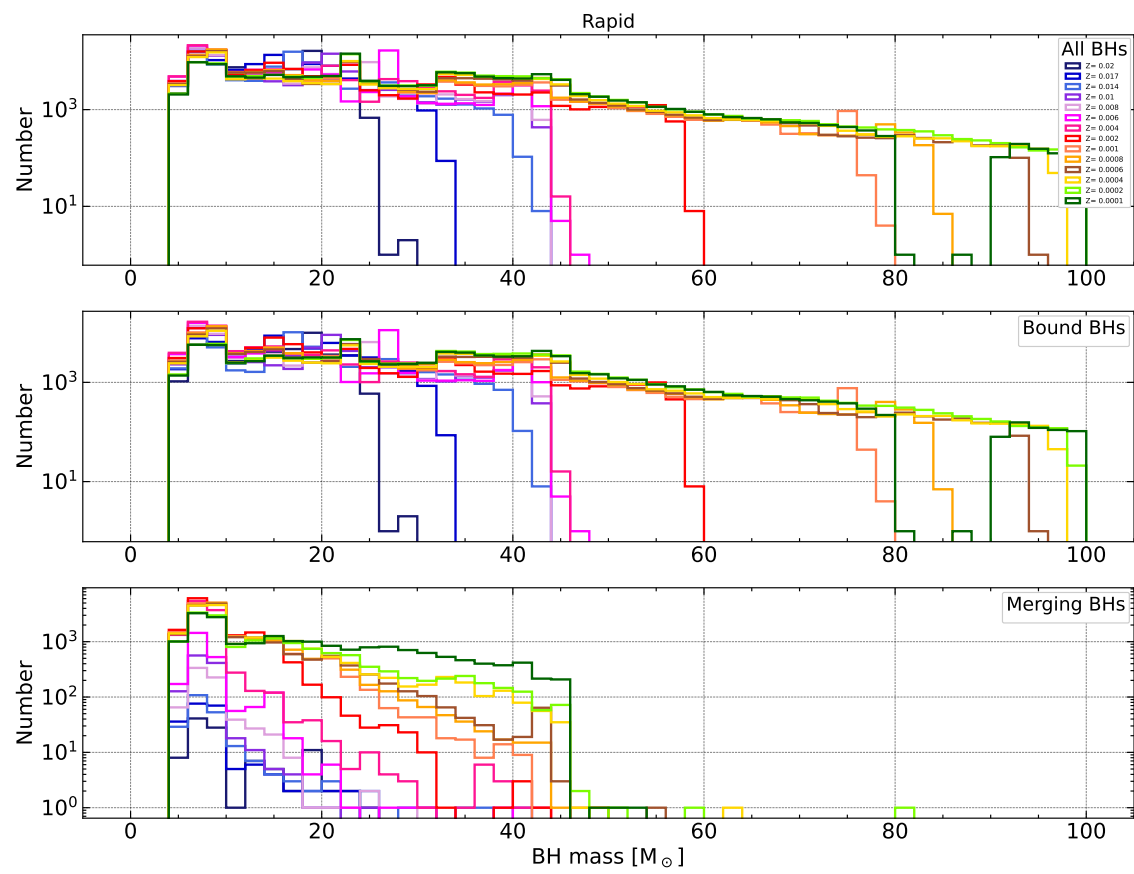 Rapid
Number
10³
10¹
0 20 40 60 80 100
All BHs
Z= 0.02
Z= 0.017
Z= 0.014
Z= 0.01
Z= 0.008
Z= 0.006
Z= 0.004
Z= 0.002
Z= 0.001
Z= 0.0008
Z= 0.0006
Z= 0.0004
Z= 0.0002
Z= 0.0001
Number
10³
10¹
0 20 40 60 80 100
Bound BHs
Number
10³
10²
10¹
10⁰
0 20 40 60 80 100
Merging BHs
BH mass [M⊙]